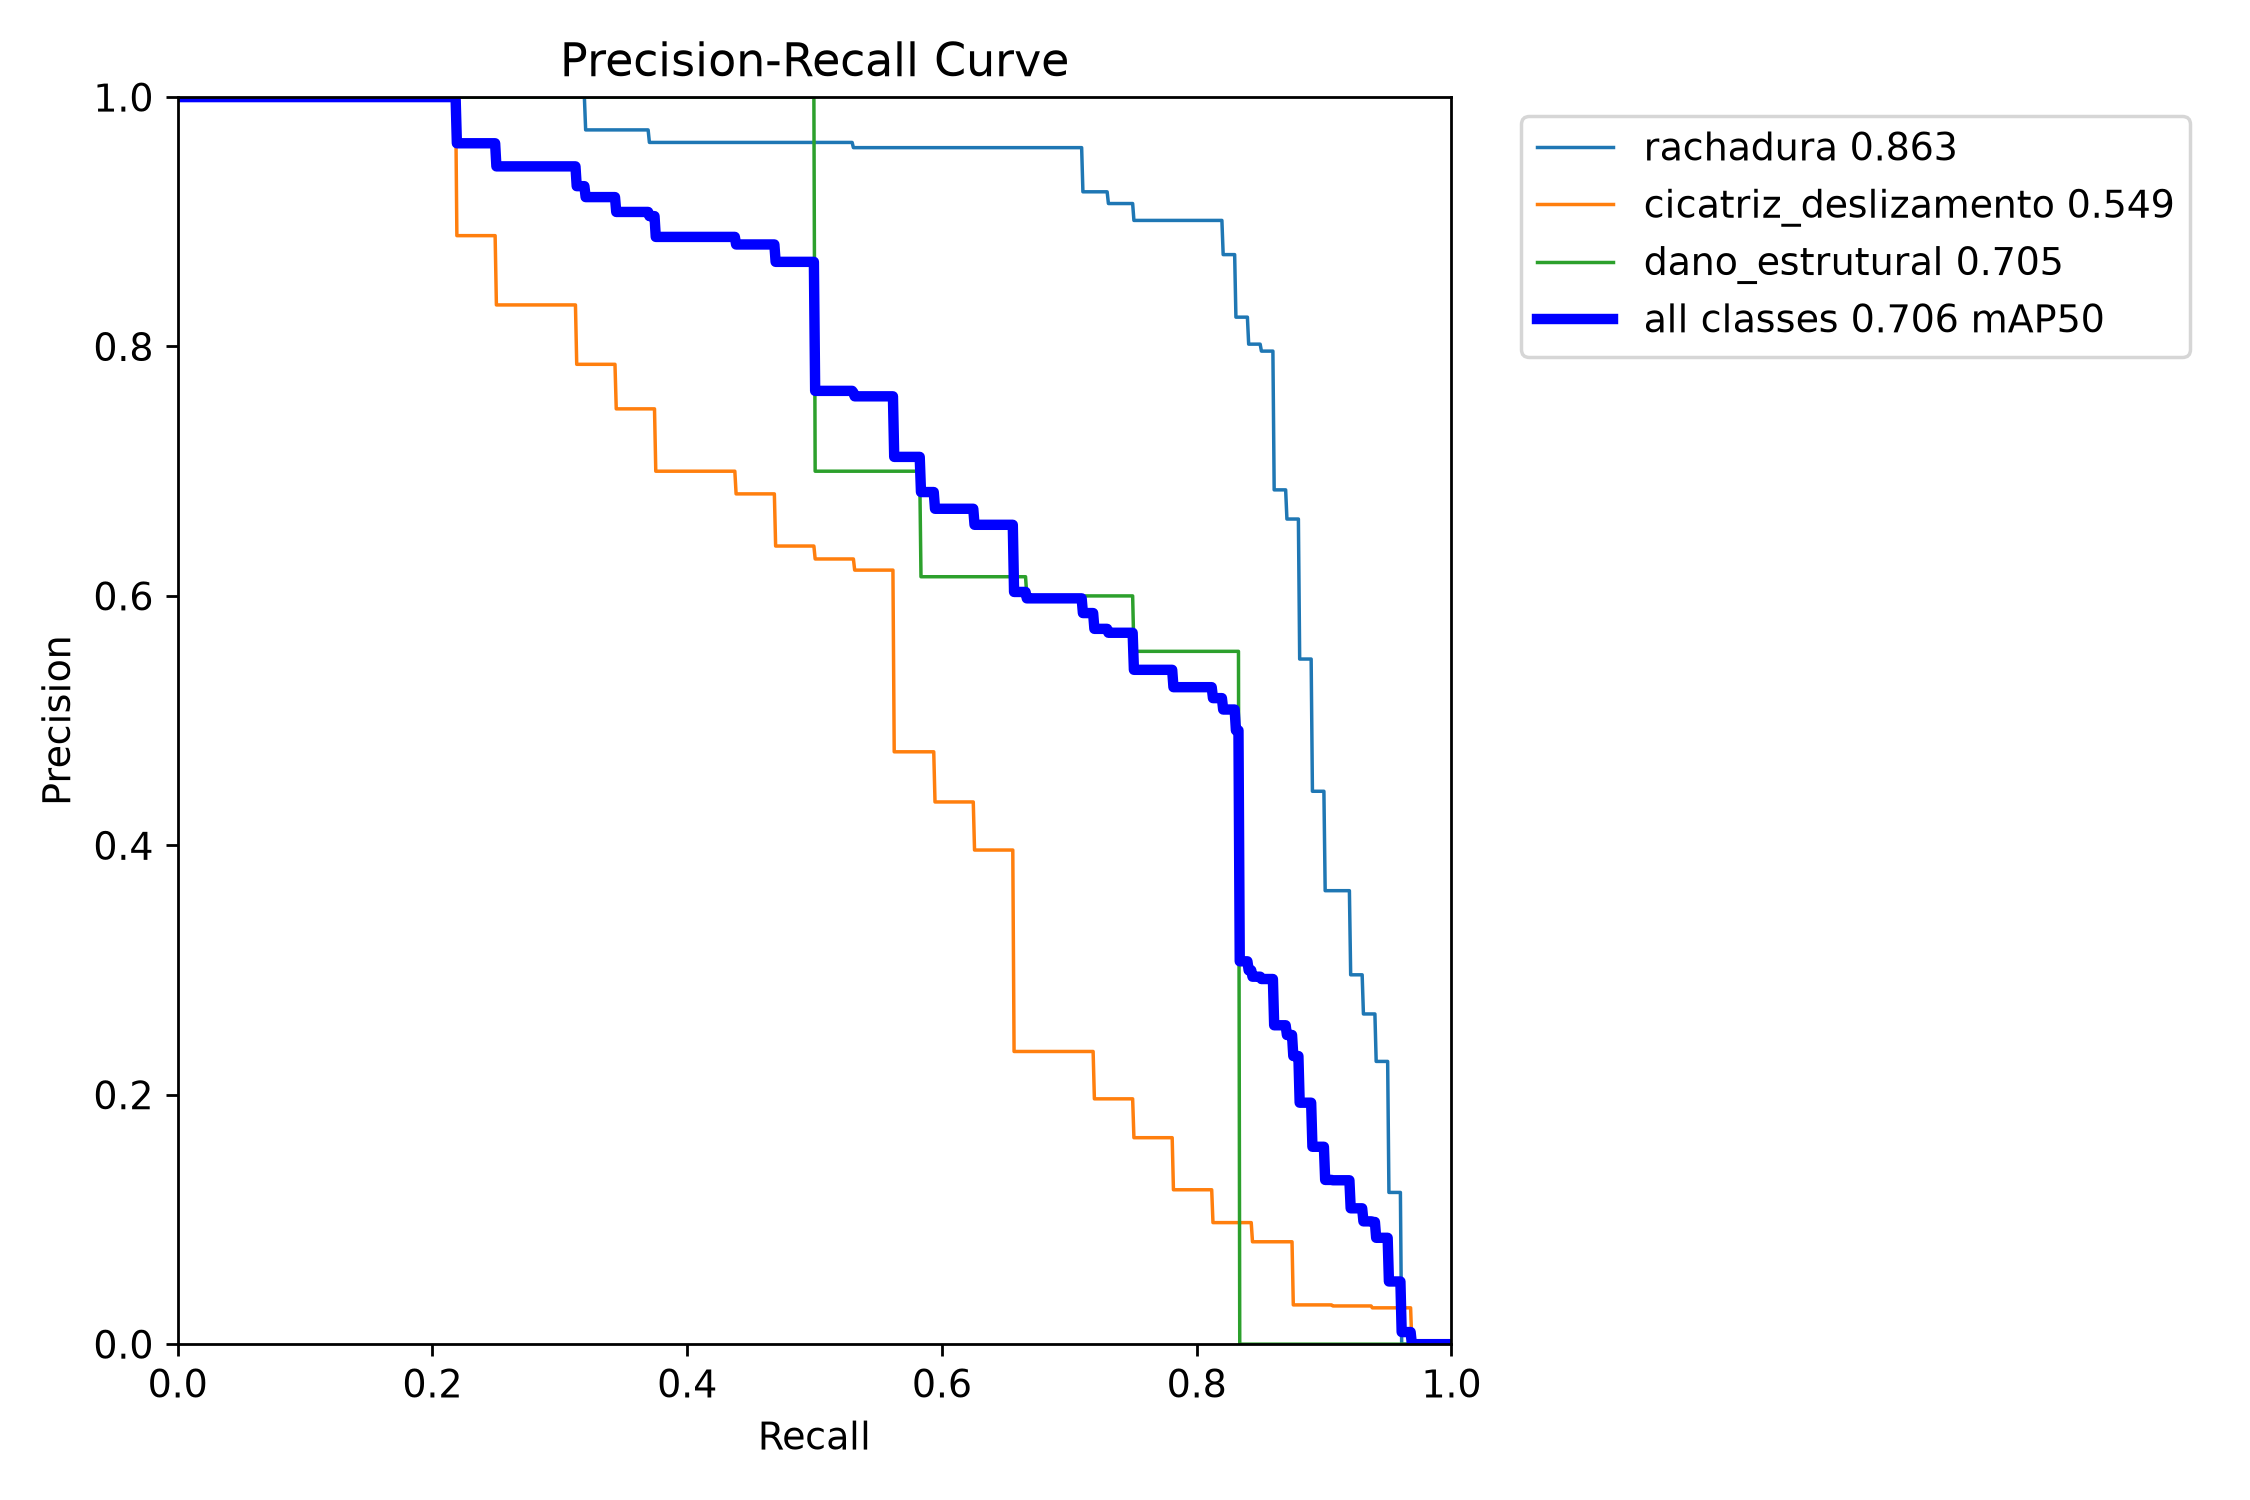 Precision-Recall Curve
rachadura 0.863
cicatriz_deslizamento 0.549
dano_estrutural 0.705
all classes 0.706 mAP50
Precision
1.0
0.8
0.6
0.4
0.2
0.0
0.0 0.2 0.4 0.6 0.8 1.0
Recall